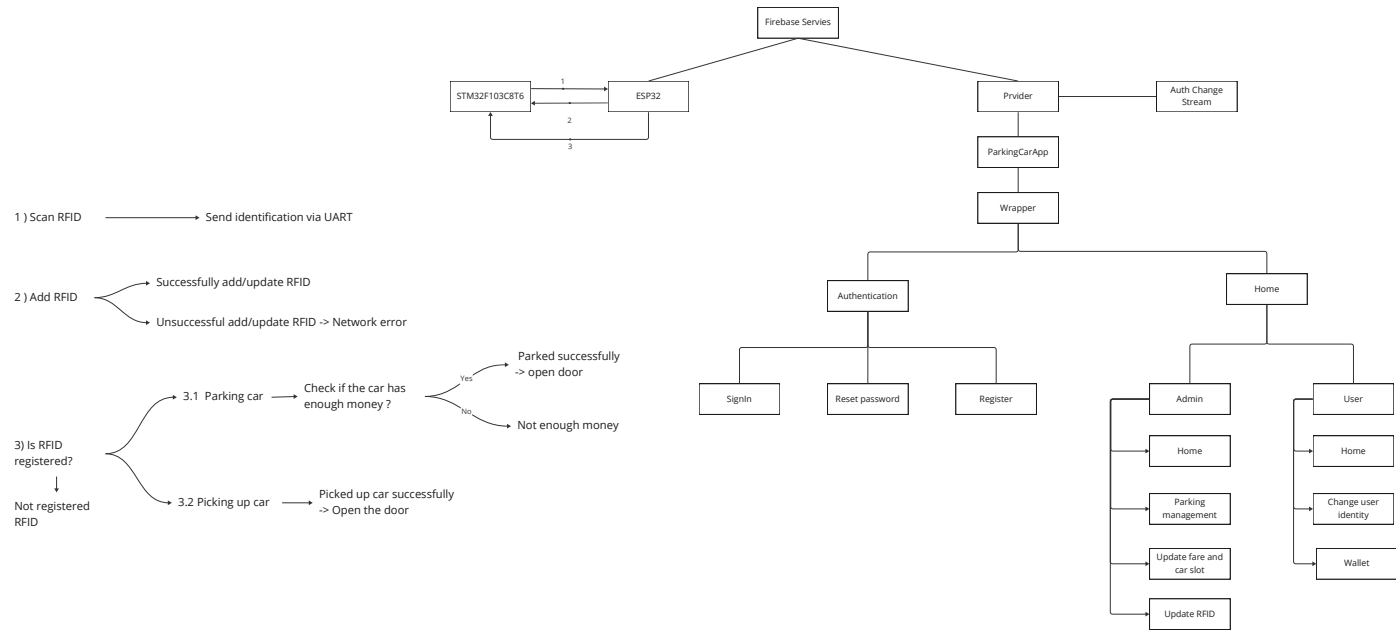 Firebase Servies
STM32F103C8T6
1
ESP32
2
3
Prvider
Auth Change
Stream
ParkingCarApp
Wrapper
1 ) Scan RFID
Send identification via UART
2 ) Add RFID
Successfully add/update RFID
Unsuccessful add/update RFID -> Network error
3) Is RFID
registered?
Not registered
RFID
3.1 Parking car
Check if the car has
enough money ?
Yes
Parked successfully
-> open door
No
Not enough money
3.2 Picking up car
Picked up car successfully
-> Open the door
Authentication
Home
SignIn
Reset password
Register
Admin
User
Home
Parking
management
Update fare and
car slot
Update RFID
Home
Change user
identity
Wallet